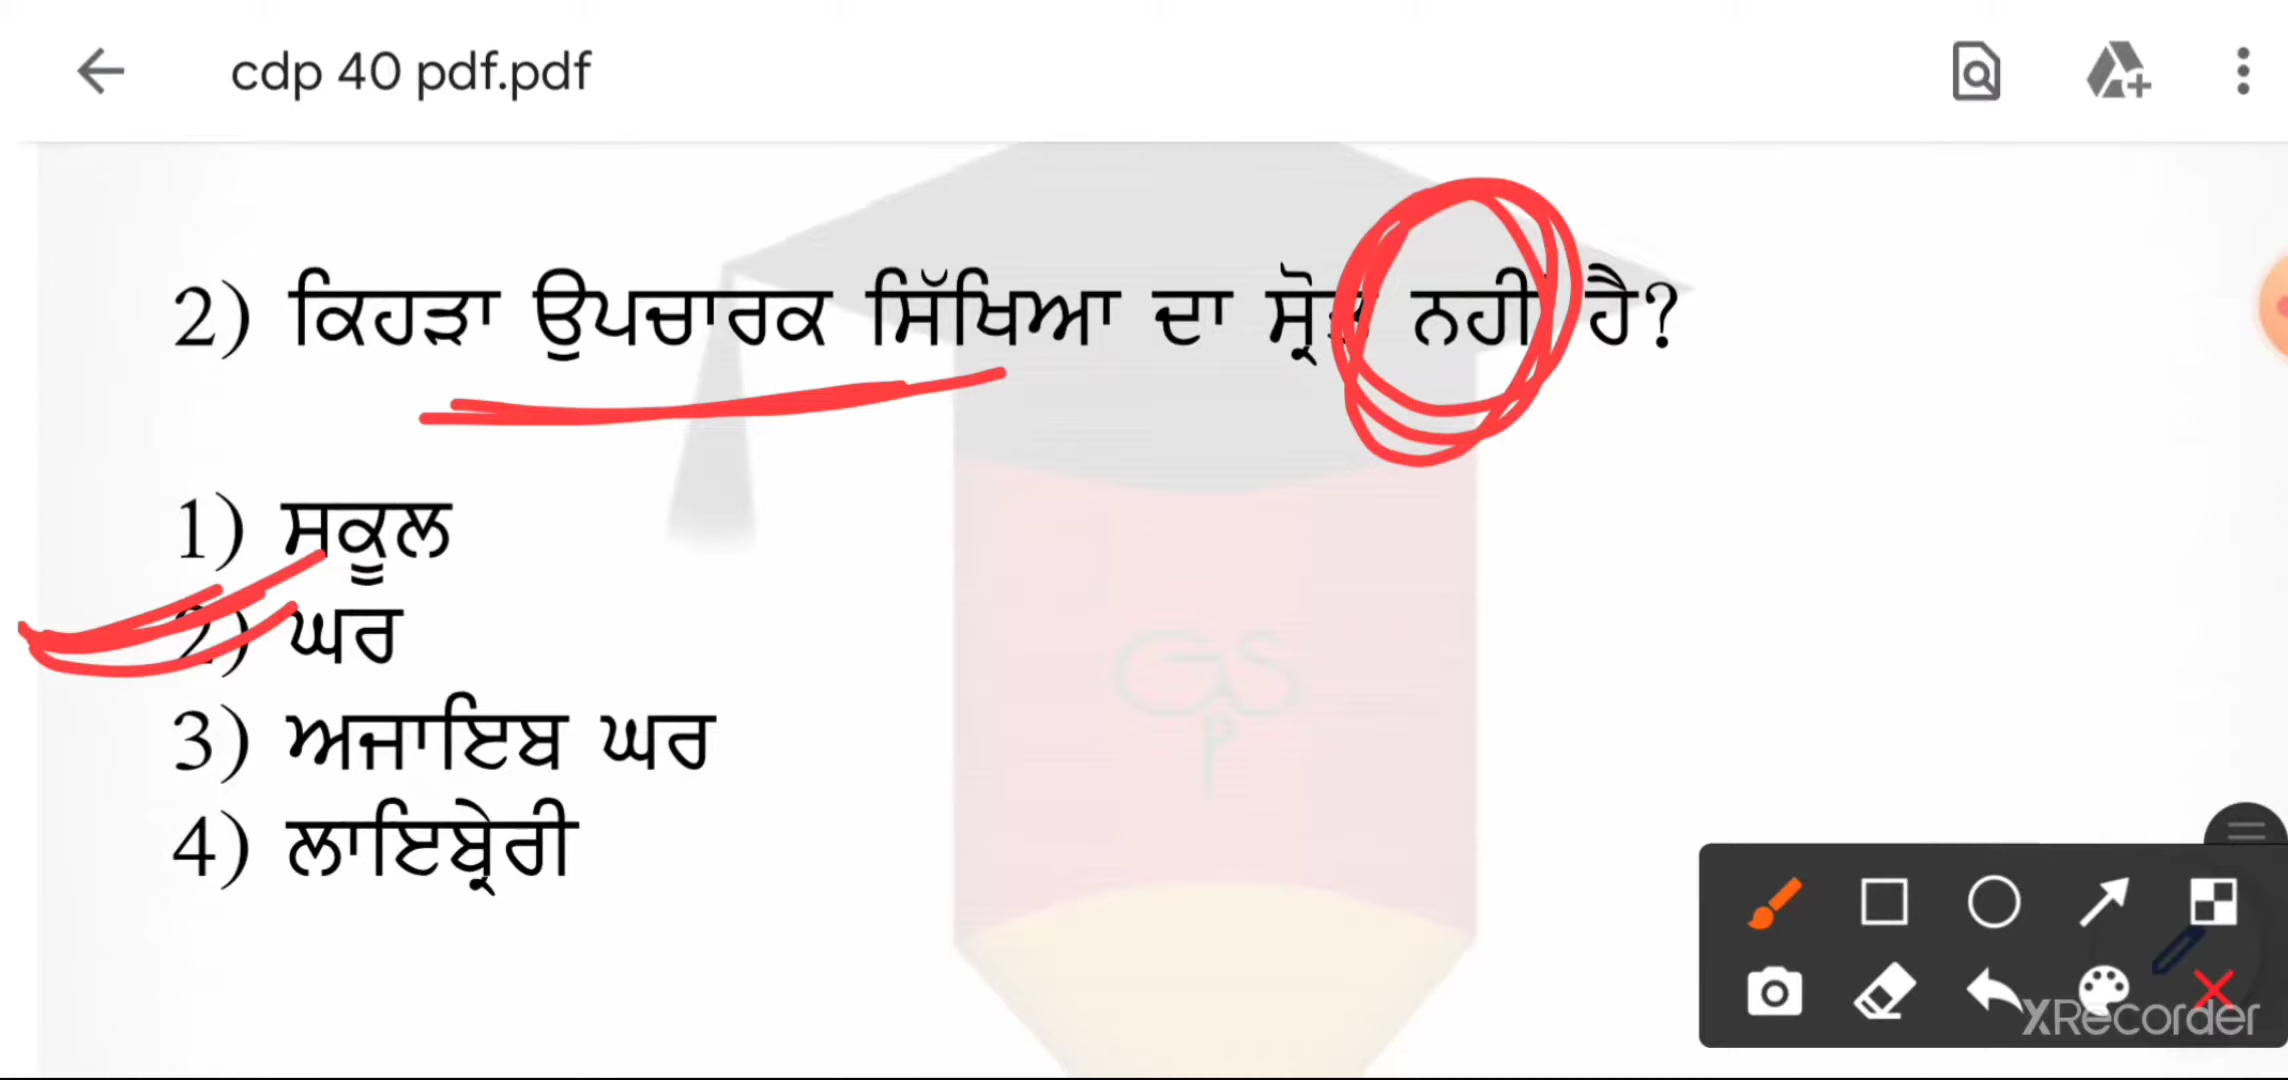 cdp 40 pdf.pdf
2) ਕਿਹੜਾ ਉਪਚਾਰਕ ਸਿੱਖਿਆ ਦਾ ਸ੍ਰੋਤ ਨਹੀਂ ਹੈ?
1) ਸਕੂਲ
2) ਘਰ
3) ਅਜਾਇਬ ਘਰ
4) ਲਾਇਬ੍ਰੇਰੀ
GS
P
XRecorder